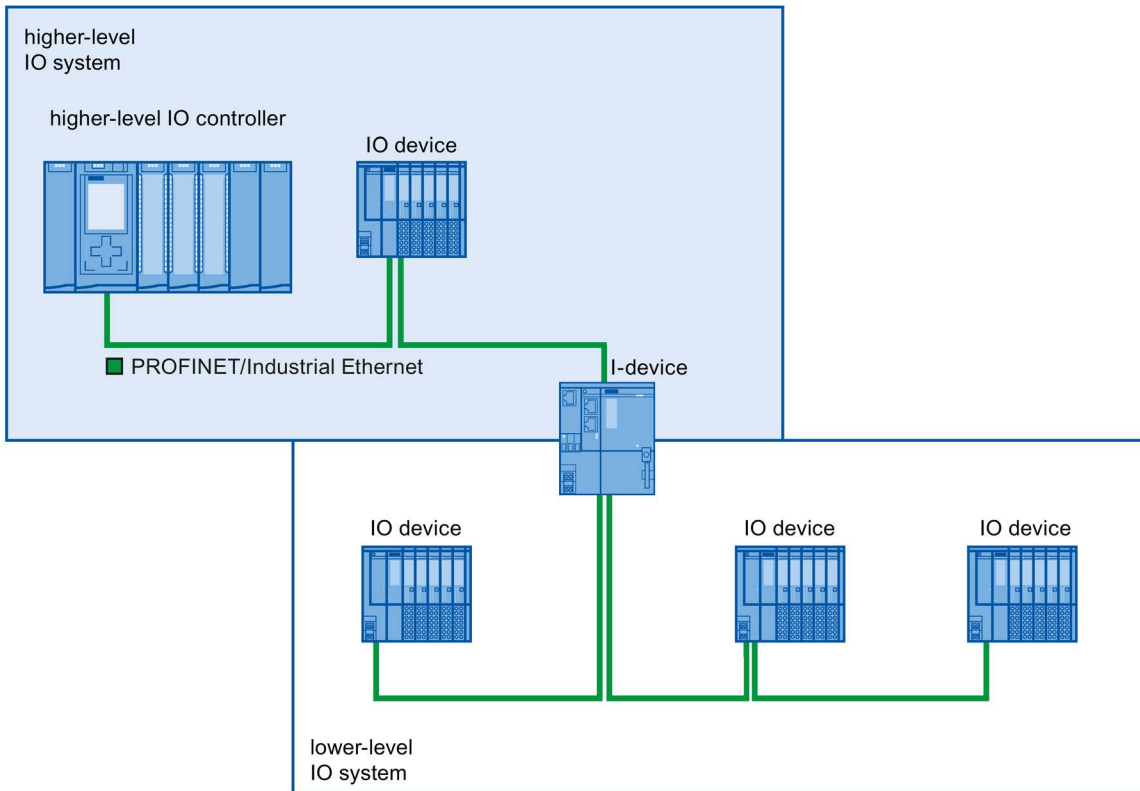 higher-level
IO system
higher-level IO controller
IO device
PROFINET/Industrial Ethernet
I-device
IO device
IO device
IO device
lower-level
IO system